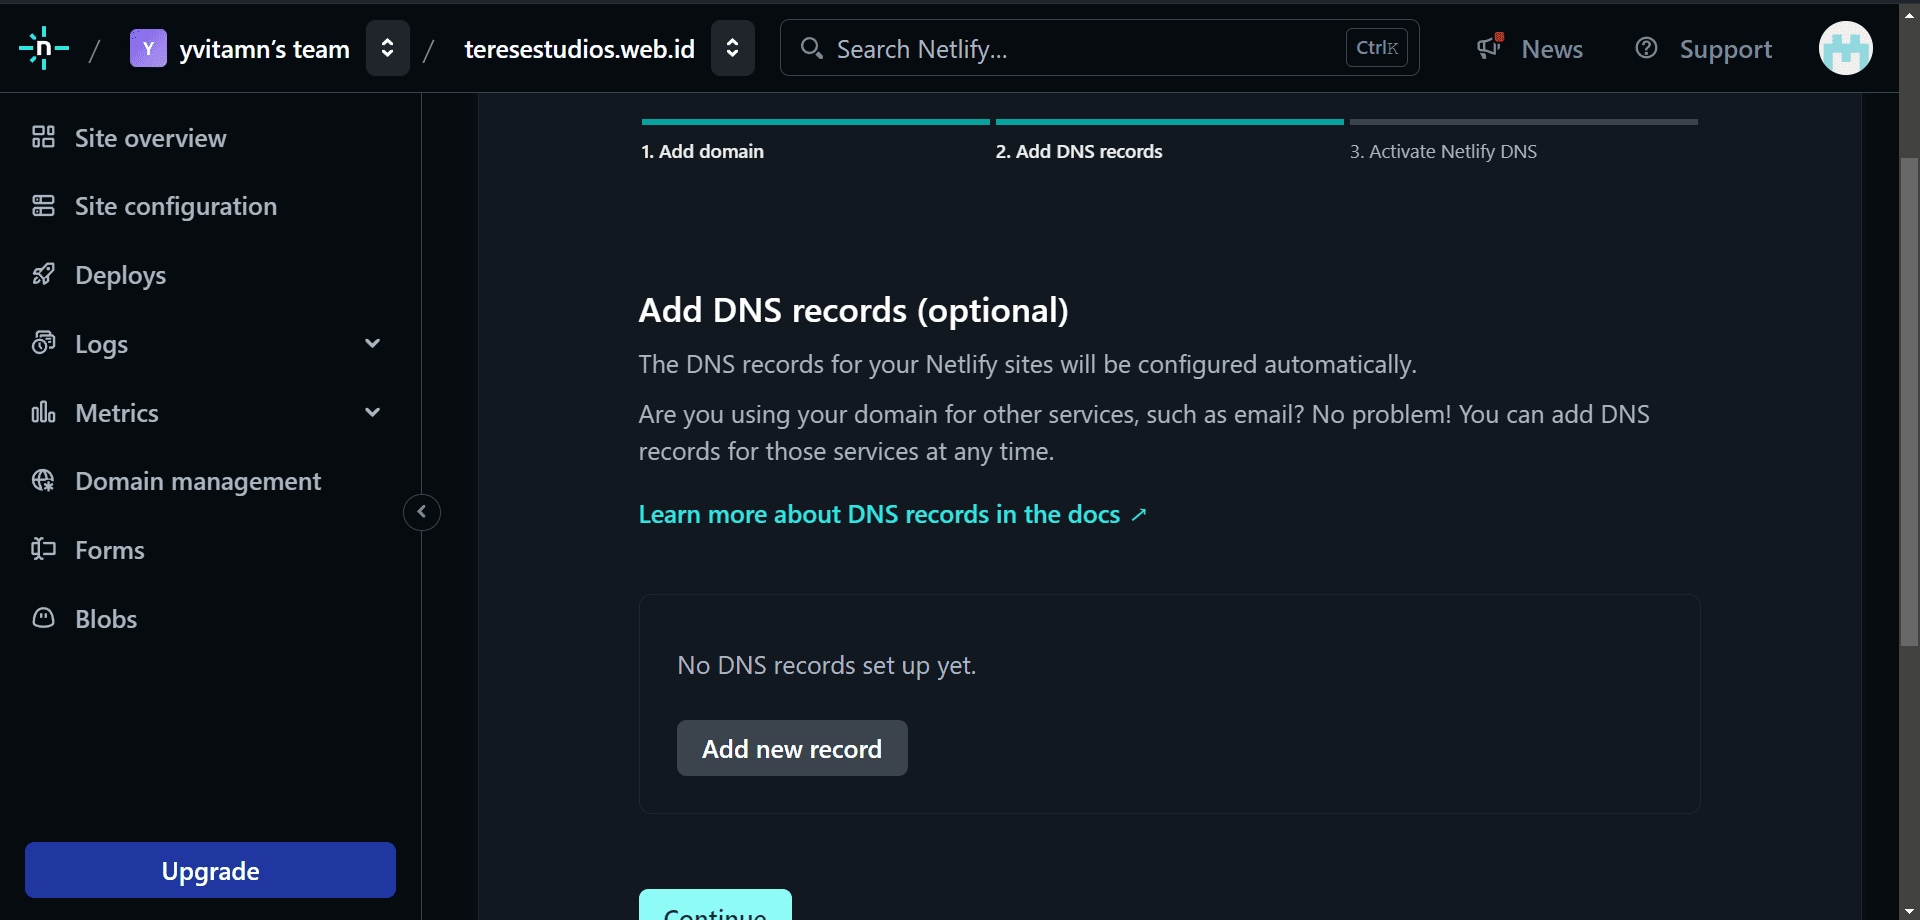 n / Y yvitamn's team / teresestudios.web.id Search Netlify... Ctrl K News Support
Site overview
Site configuration
Deploys
Logs
Metrics
Domain management
Forms
Blobs
Upgrade
1. Add domain 2. Add DNS records 3. Activate Netlify DNS
Add DNS records (optional)
The DNS records for your Netlify sites will be configured automatically.
Are you using your domain for other services, such as email? No problem! You can add DNS
records for those services at any time.
Learn more about DNS records in the docs ↗
No DNS records set up yet.
Add new record
Continue